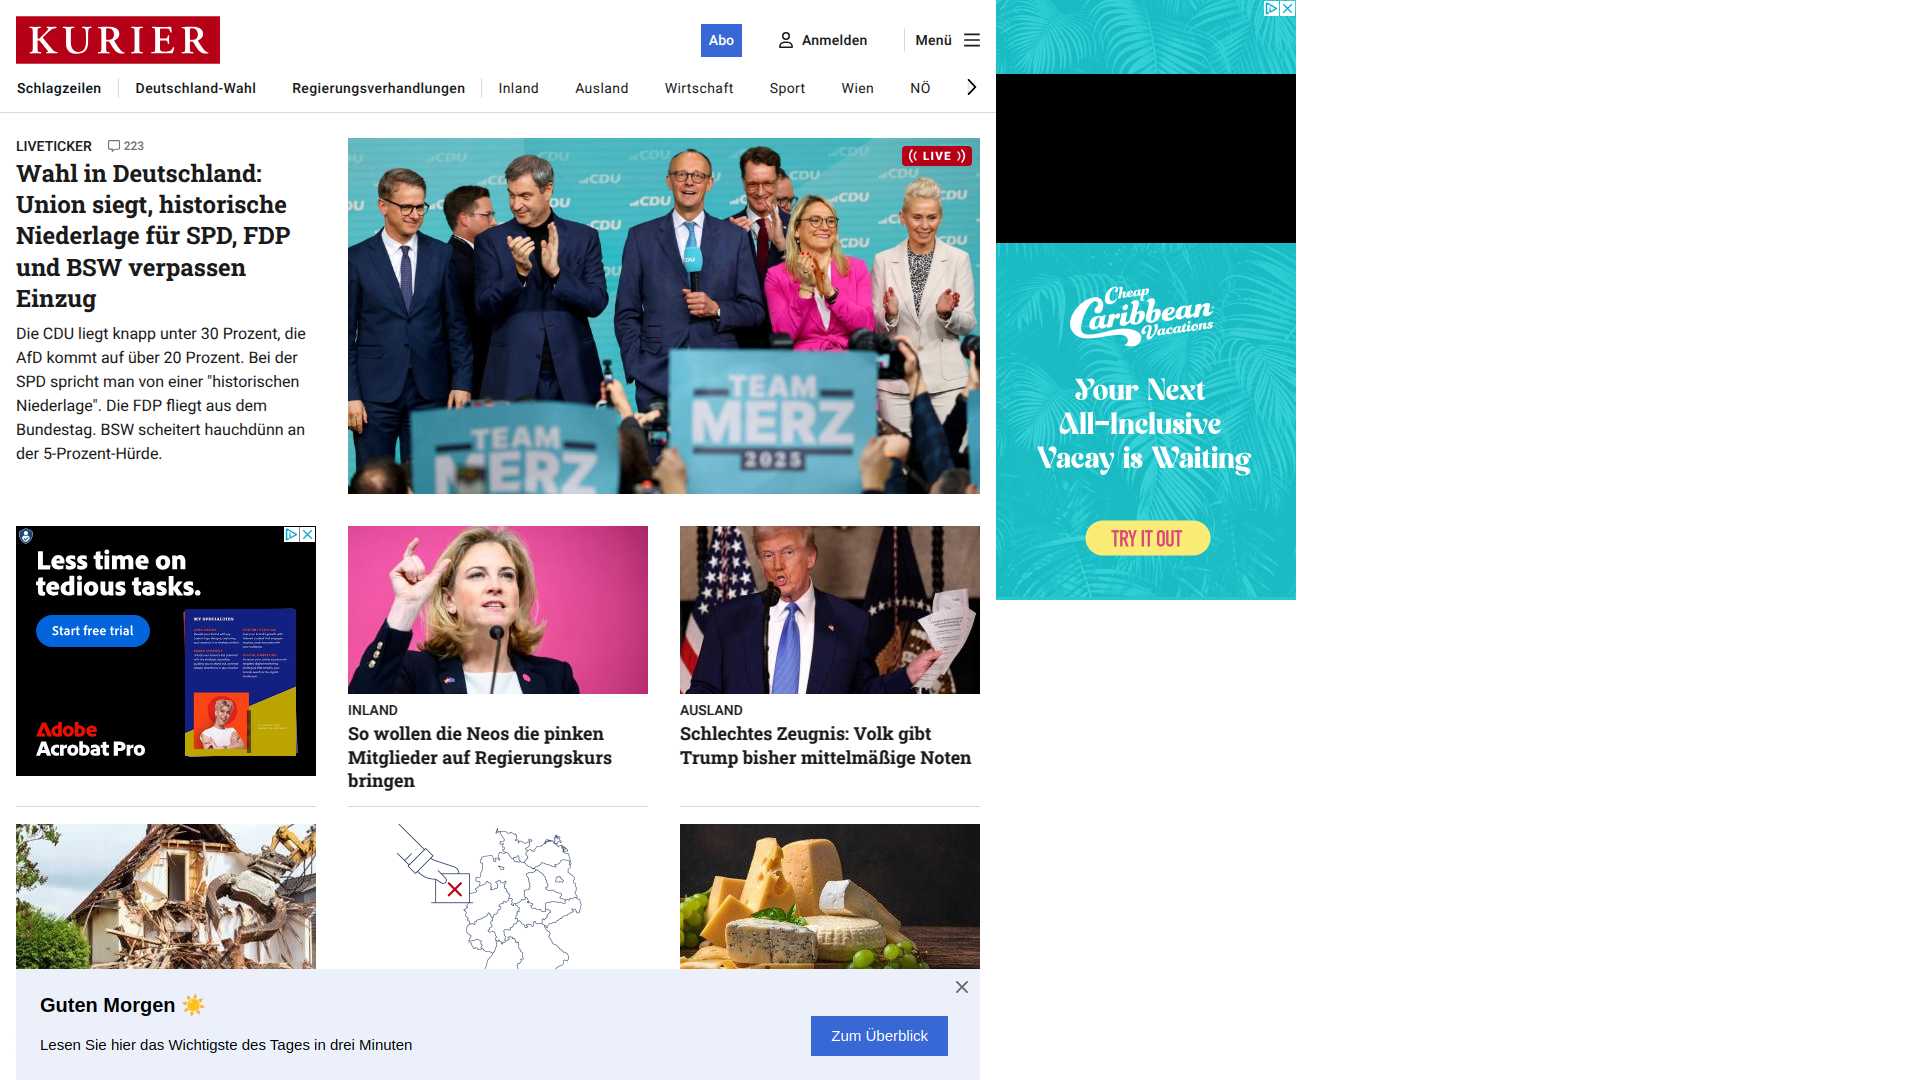 KURIER
Abo
Anmelden
Menü
Schlagzeilen
Deutschland-Wahl
Regierungsverhandlungen
Inland
Ausland
Wirtschaft
Sport
Wien
NÖ
LIVETICKER 223
Wahl in Deutschland:
Union siegt, historische
Niederlage für SPD, FDP
und BSW verpassen
Einzug
Die CDU liegt knapp unter 30 Prozent, die
AfD kommt auf über 20 Prozent. Bei der
SPD spricht man von einer "historischen
Niederlage". Die FDP fliegt aus dem
Bundestag. BSW scheitert hauchdünn an
der 5-Prozent-Hürde.
LIVE
CDU
TEAM
MERZ
2025
TEAM
MERZ
Cheap
Caribbean
Vacations
Your Next
All-Inclusive
Vacay is Waiting
TRY IT OUT
Less time on
tedious tasks.
Start free trial
MY SPECIALTIES
Adobe
Acrobat Pro
INLAND
So wollen die Neos die pinken
Mitglieder auf Regierungskurs
bringen
AUSLAND
Schlechtes Zeugnis: Volk gibt
Trump bisher mittelmäßige Noten
Guten Morgen ☀️
Lesen Sie hier das Wichtigste des Tages in drei Minuten
Zum Überblick